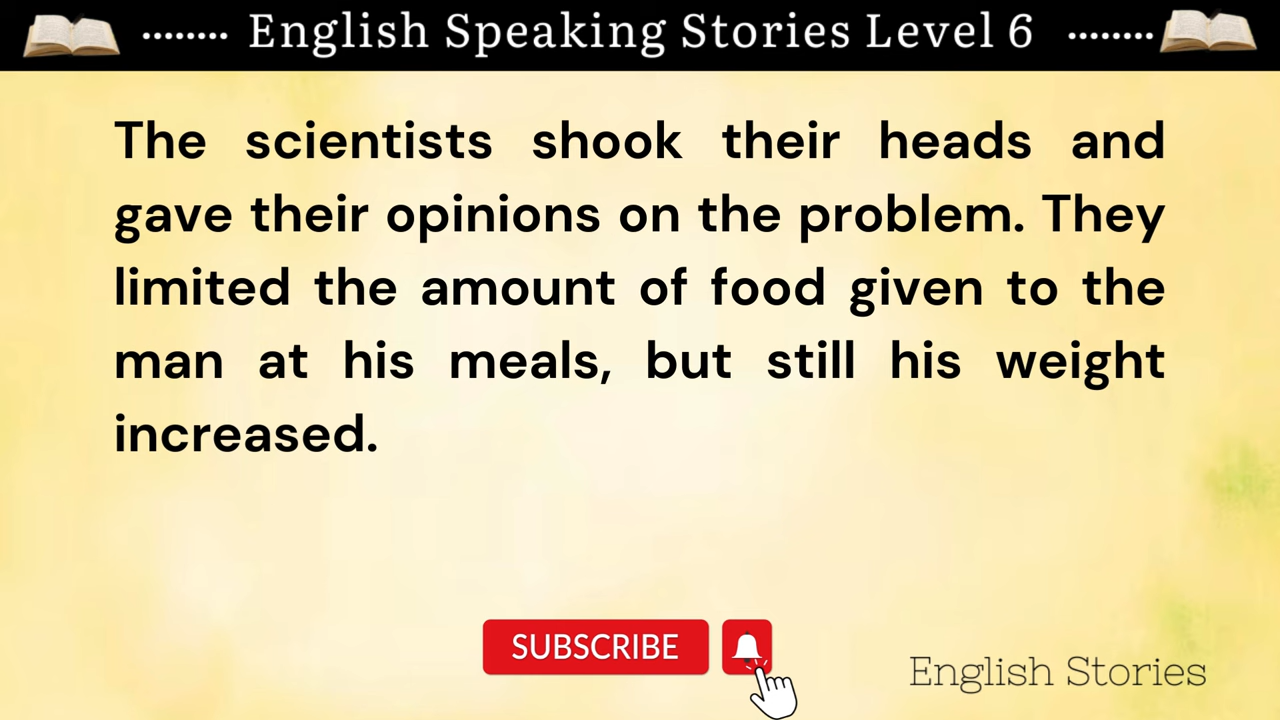 ........ English Speaking Stories Level 6 ........
The scientists shook their heads and
gave their opinions on the problem. They
limited the amount of food given to the
man at his meals, but still his weight
increased.
SUBSCRIBE
English Stories